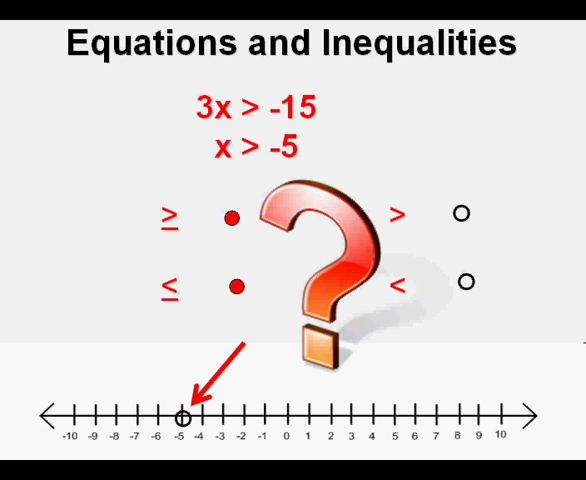 Equations and Inequalities
3x > -15
x > -5
≥ >
≤ <
?
-10 -9 -8 -7 -6 -5 -4 -3 -2 -1 0 1 2 3 4 5 6 7 8 9 10